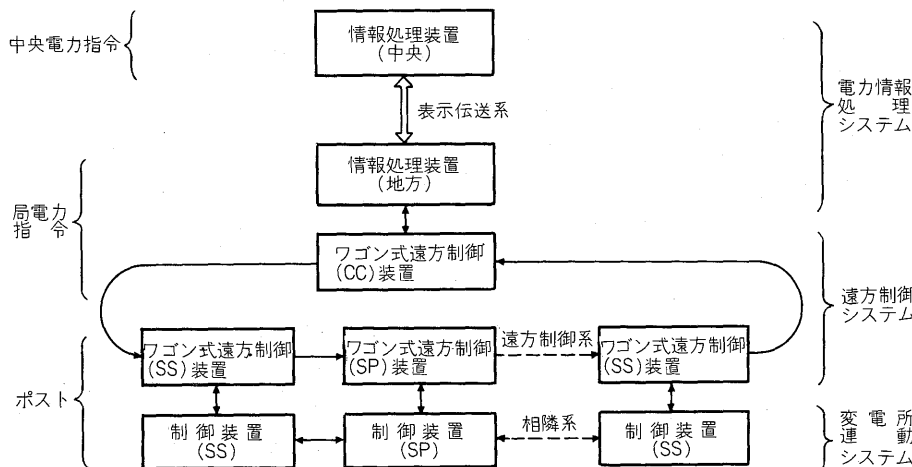 中央電力指令
情報処理装置
(中央)
表示伝送系
電力情報
処理
システム
情報処理装置
(地方)
局電力
指令
ワゴン式遠方制御
(CC)装置
遠方制御
システム
ワゴン式遠方制御
(SS)装置
ワゴン式遠方制御
(SP)装置
遠方制御系
ワゴン式遠方制御
(SS)装置
ポスト
制御装置
(SS)
制御装置
(SP)
相隣系
制御装置
(SS)
変電所
連動
システム